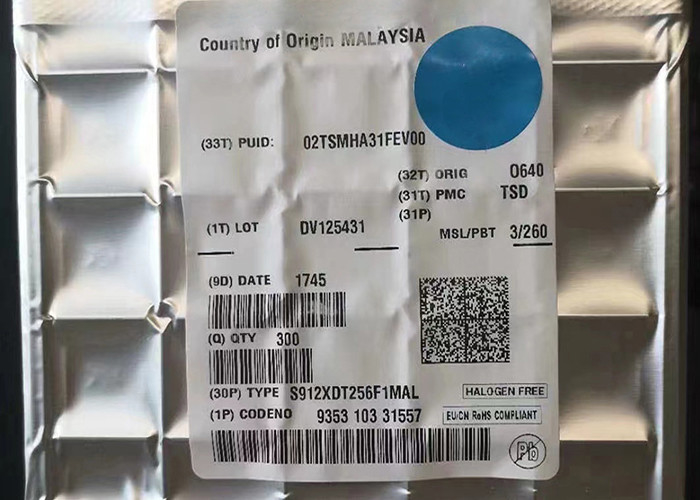 Country of Origin MALAYSIA
(33T) PUID: 02TSMHA31FEV00
(32T) ORIG 0640
(31T) PMC TSD
(31P)
(1T) LOT DV125431
MSL/PBT 3/260
(9D) DATE 1745
(Q) QTY 300
(30P) TYPE S912XDT256F1MAL
HALOGEN FREE
(1P) CODENO 9353 103 31557
EU/CN RoHS COMPLIANT
Pb